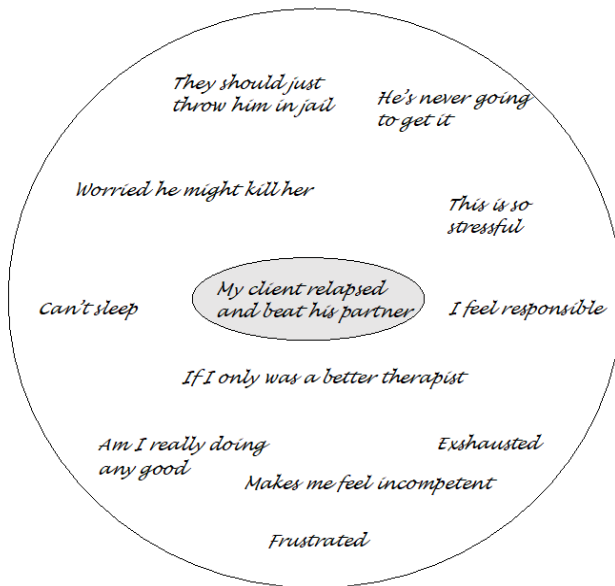 They should just
throw him in jail
He's never going
to get it
Worried he might kill her
This is so
stressful
My client relapsed
and beat his partner
Can't sleep
I feel responsible
If I only was a better therapist
Am I really doing
any good
Exshausted
Makes me feel incompetent
Frustrated